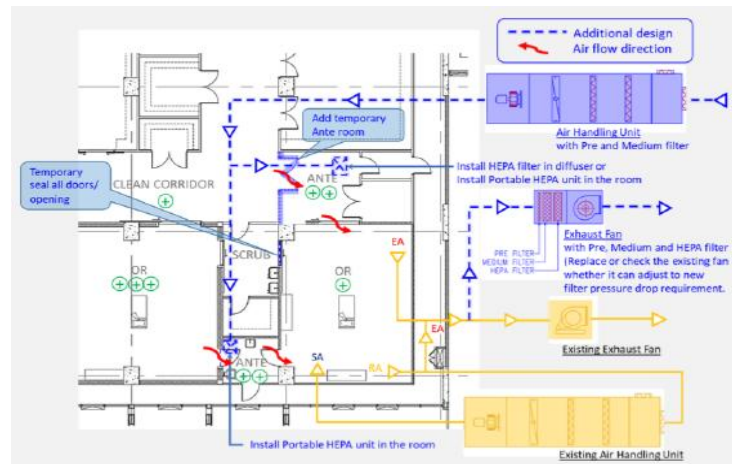 Additional design
Air flow direction
Add temporary
Ante room
Air Handling Unit
with Pre and Medium filter
Temporary
seal all doors/
opening
CLEAN CORRIDOR
ANTE
Install HEPA filter in diffuser or
Install Portable HEPA unit in the room
Exhaust Fan
with Pre, Medium and HEPA filter
(Replace or check the existing fan
whether it can adjust to new
filter pressure drop requirement.
PRE FILTER
MEDIUM FILTER
HEPA FILTER
SCRUB
EA
OR
OR
EA
Existing Exhaust Fan
ANTE
SA
RA
Install Portable HEPA unit in the room
Existing Air Handling Unit